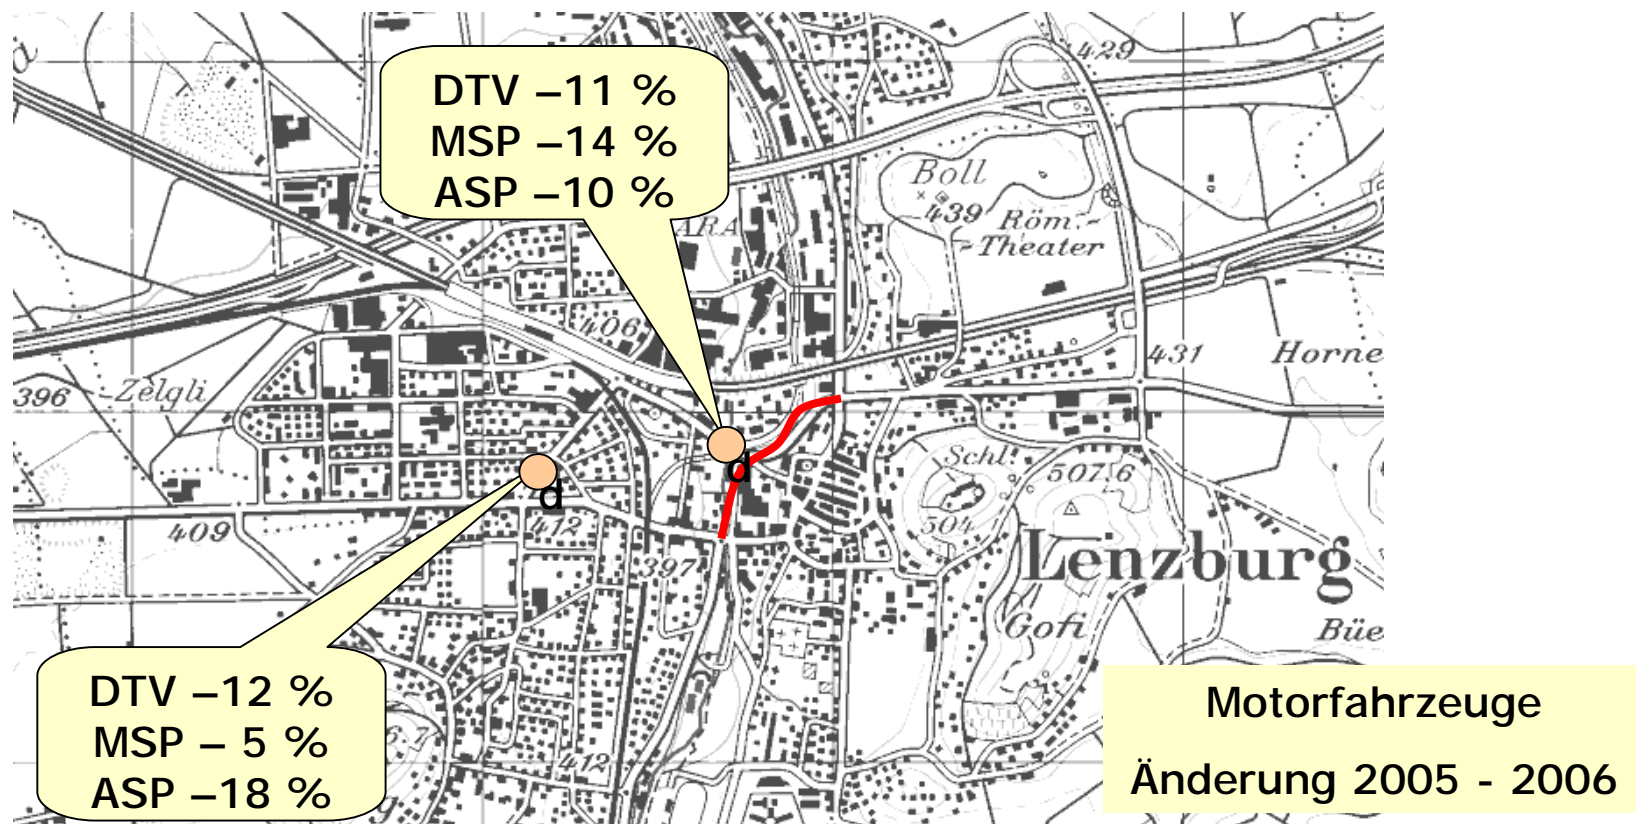 DTV –11 %
MSP –14 %
ASP –10 %
429
Boll
439
Röm.-
Theater
ARA
406
431
Horne
396
Zelgli
d
Schl.
507.6
d
504
412
409
397
Lenzburg
Gofi
Büe
DTV –12 %
MSP – 5 %
ASP –18 %
412
Motorfahrzeuge
Änderung 2005 - 2006